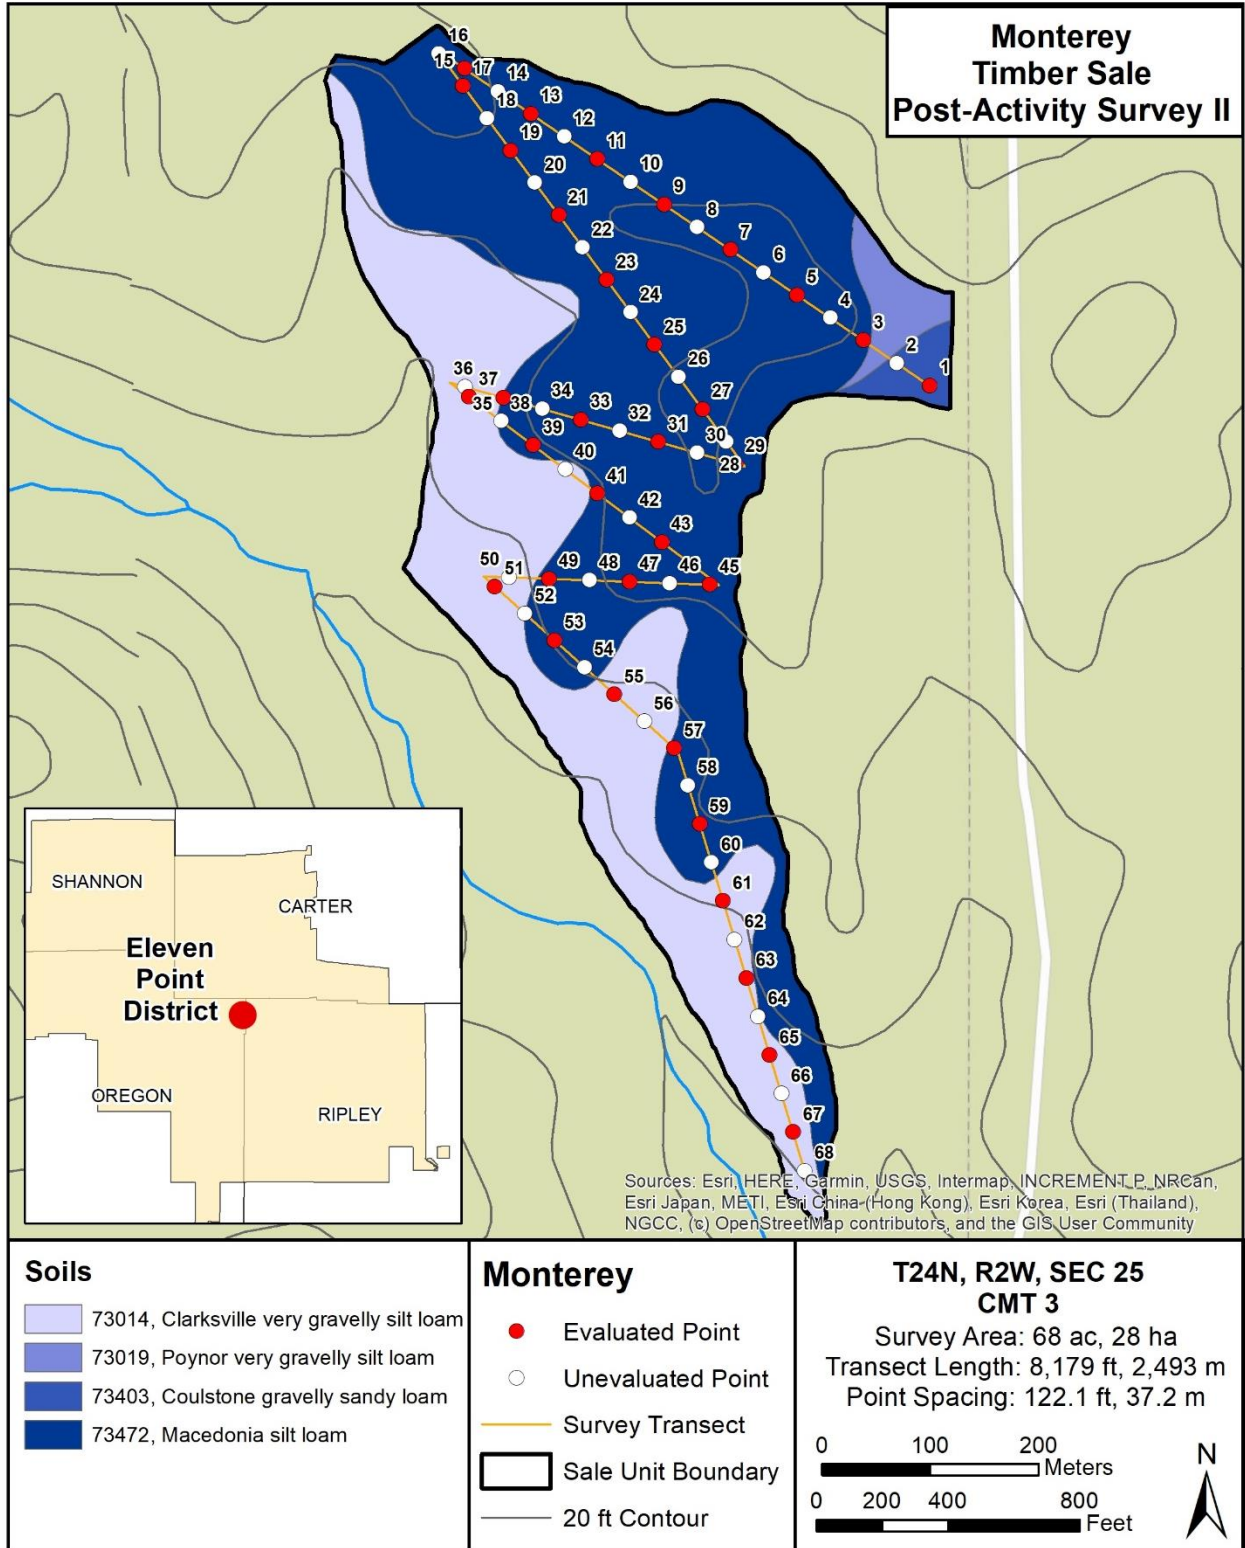 Monterey
Timber Sale
Post-Activity Survey II
16
15
17
14
18
13
12
19
11
20
10
9
21
8
22
7
6
23
5
24
4
25
3
2
26
1
27
36
37
34
33
35
38
32
31
30
29
39
28
40
41
42
43
50
51
49
48
47
46
45
52
53
54
55
56
57
58
59
60
61
62
63
64
65
66
67
68
SHANNON
CARTER
Eleven
Point
District
OREGON
RIPLEY
Sources: Esri, HERE, Garmin, USGS, Intermap, INCREMENT P, NRCan,
Esri Japan, METI, Esri China (Hong Kong), Esri Korea, Esri (Thailand),
NGCC, (c) OpenStreetMap contributors, and the GIS User Community
Soils
73014, Clarksville very gravelly silt loam
73019, Poynor very gravelly silt loam
73403, Coulstone gravelly sandy loam
73472, Macedonia silt loam
Monterey
Evaluated Point
Unevaluated Point
Survey Transect
Sale Unit Boundary
20 ft Contour
T24N, R2W, SEC 25
CMT 3
Survey Area: 68 ac, 28 ha
Transect Length: 8,179 ft, 2,493 m
Point Spacing: 122.1 ft, 37.2 m
0 100 200
Meters
0 200 400 800
Feet
N